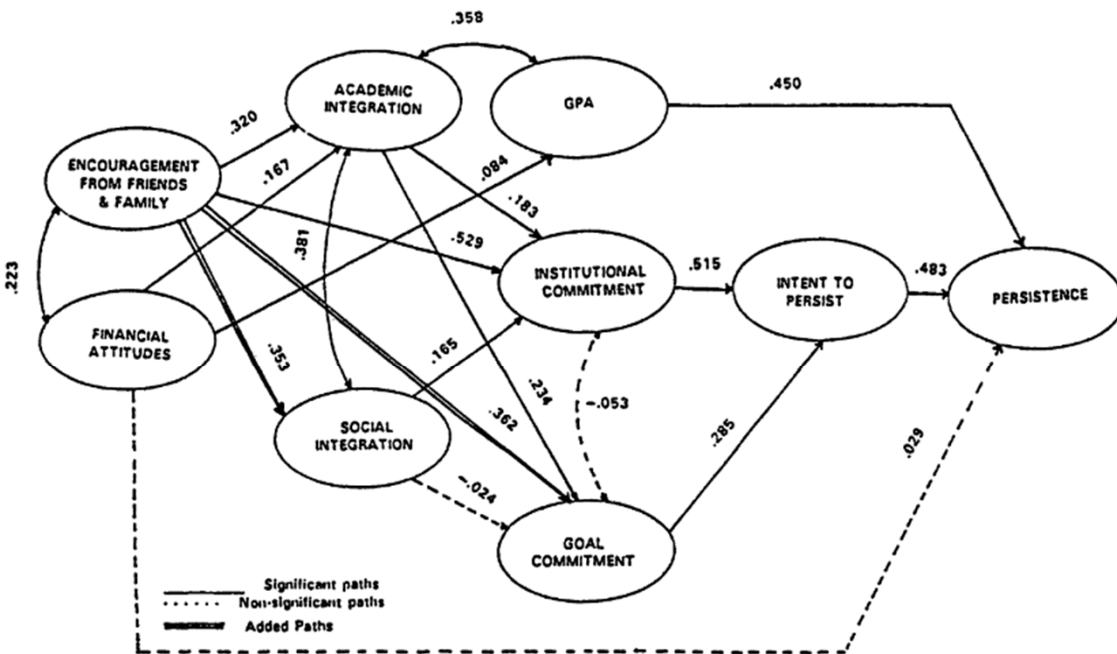 .358
ACADEMIC
INTEGRATION
GPA
.450
.320
ENCOURAGEMENT
FROM FRIENDS
& FAMILY
.167
.084
.183
.381
.529
.223
INSTITUTIONAL
COMMITMENT
.515
INTENT TO
PERSIST
.483
PERSISTENCE
FINANCIAL
ATTITUDES
.353
.165
.234
-.053
.362
SOCIAL
INTEGRATION
.285
.029
-.024
GOAL
COMMITMENT
Significant paths
Non-significant paths
Added Paths